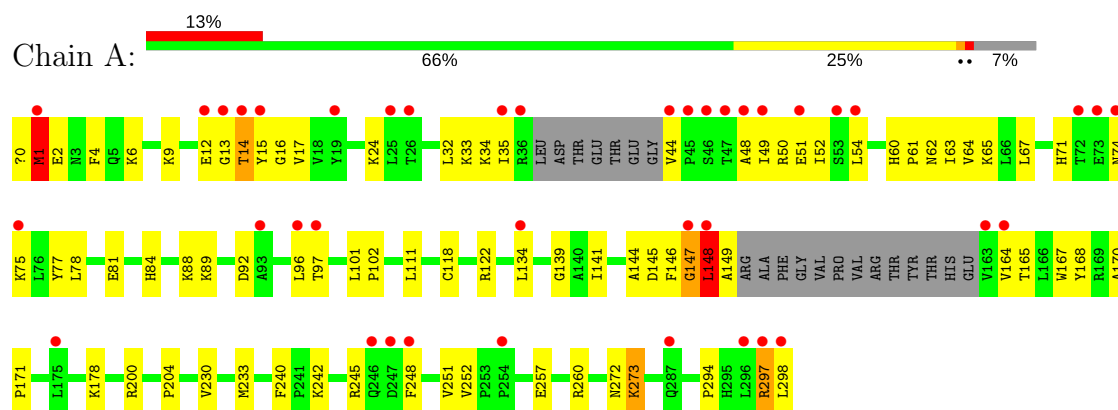 13%
Chain A:
66% 25% •• 7%
?0 M1 E2 N3 F4 Q5 K6 K9 E12 G13 T14 Y15 G16 V17 V18 Y19 K24 L25 T26 L32 K33 K34 I35 R36 LEU ASP THR GLU THR GLU GLY V44 P45 S46 T47 A48 I49 R50 E51 I52 S53 L54 H60 P61 N62 I63 V64 K65 L66 L67 H71 T72 E73 N74
K75 L76 Y77 L78 E81 H84 K88 K89 D92 A93 L96 T97 L101 P102 L111 C118 R122 L134 G139 A140 I141 A144 D145 F146 G147 L148 A149 ARG ALA PHE GLY VAL PRO VAL ARG THR TYR THR HIS GLU V163 V164 T165 L166 W167 Y168 R169 A170
P171 L175 K178 R200 P204 V230 M233 F240 P241 K242 R245 Q246 D247 F248 V251 V252 P253 P254 E257 R260 N272 K273 Q287 P294 H295 L296 R297 L298